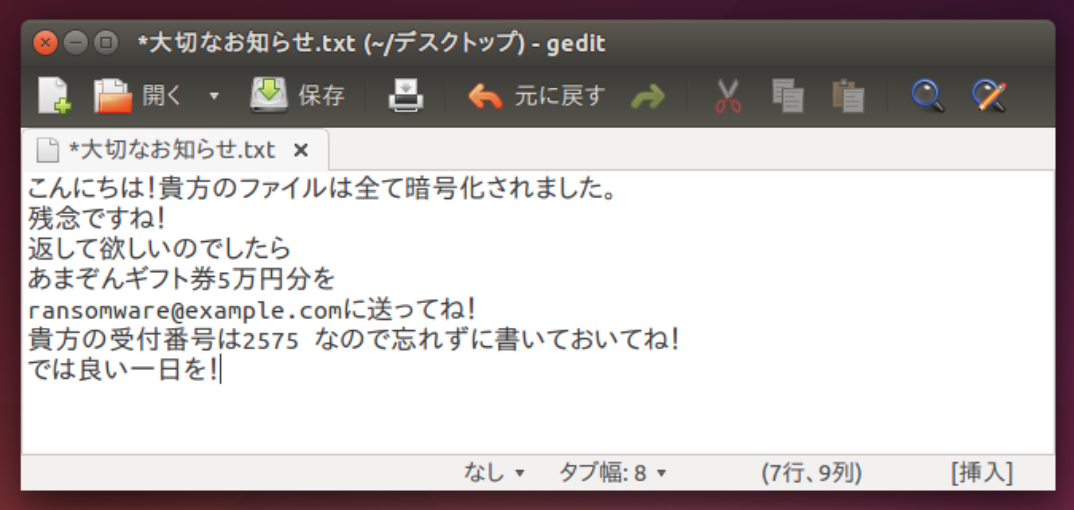 *大切なお知らせ.txt (~/デスクトップ) - gedit
開く 保存 元に戻す
*大切なお知らせ.txt ×
こんにちは!貴方のファイルは全て暗号化されました。
残念ですね!
返して欲しいのでしたら
あまぞんギフト券5万円分を
ransomware@example.comに送ってね!
貴方の受付番号は2575 なので忘れずに書いておいてね!
では良い一日を!
なし タブ幅: 8 (7行、9列) [挿入]